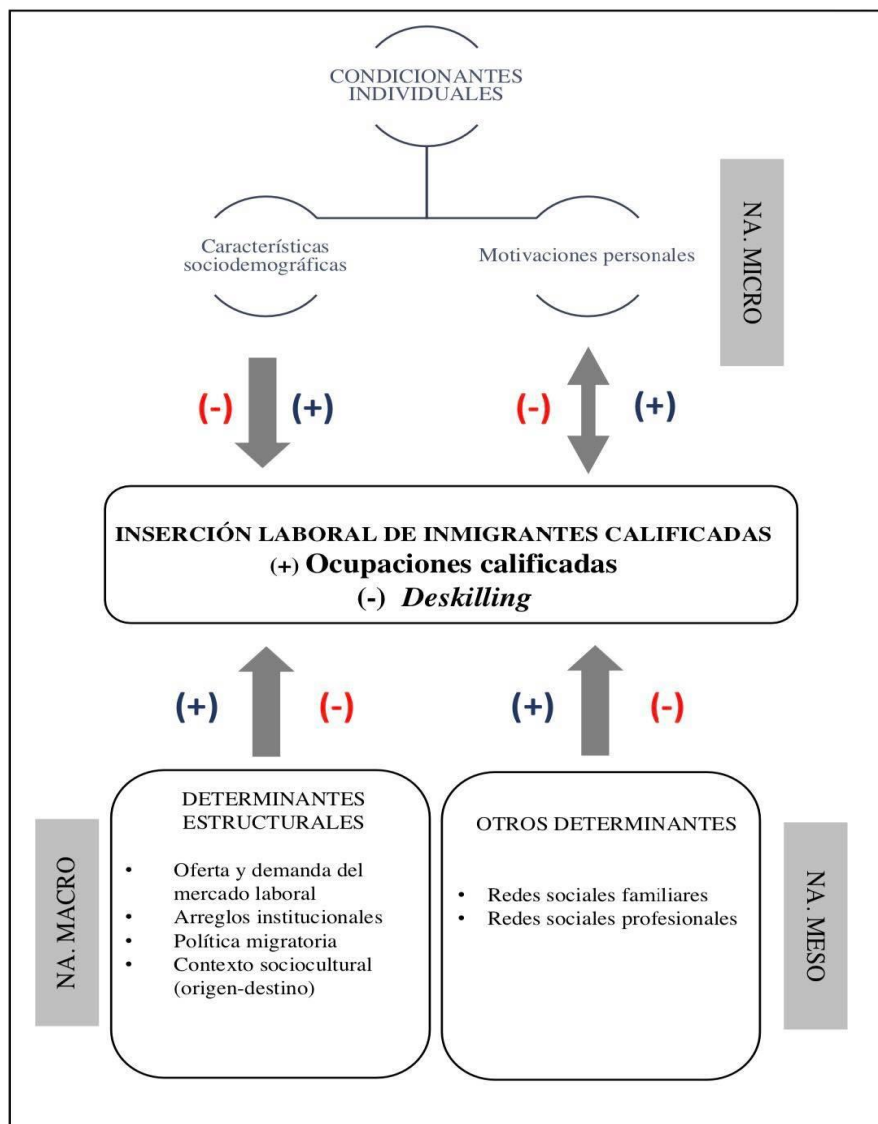 CONDICIONANTES
INDIVIDUALES
Características
sociodemográficas
Motivaciones personales
NA. MICRO
(-)
(+)
(-)
(+)
INSERCIÓN LABORAL DE INMIGRANTES CALIFICADAS
(+) Ocupaciones calificadas
(-) Deskilling
(+)
(-)
(+)
(-)
NA. MACRO
DETERMINANTES
ESTRUCTURALES
• Oferta y demanda del
mercado laboral
• Arreglos institucionales
• Política migratoria
• Contexto sociocultural
(origen-destino)
OTROS DETERMINANTES
• Redes sociales familiares
• Redes sociales profesionales
NA. MESO